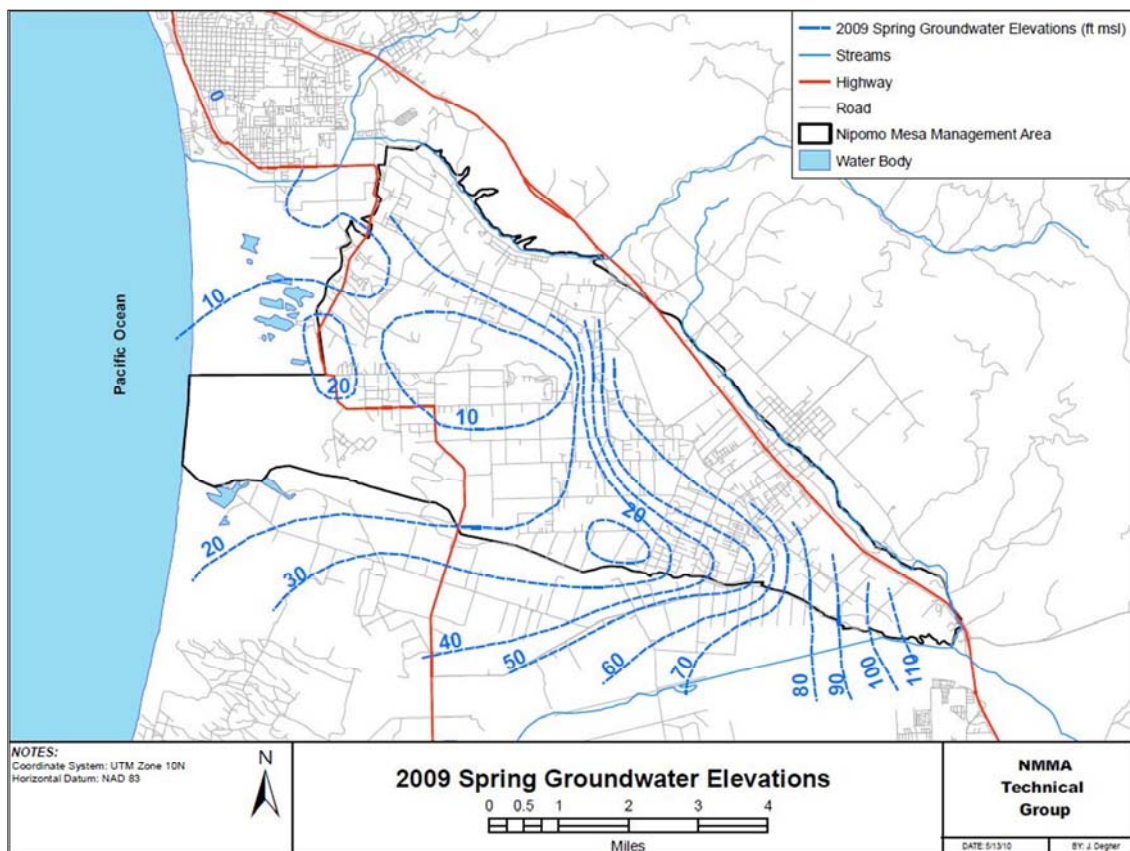 2009 Spring Groundwater Elevations (ft msl)
Streams
Highway
Road
Nipomo Mesa Management Area
Water Body
0
10
Pacific Ocean
20
10
20
20
30
40
50
60
70
80
90
100
110
NOTES:
Coordinate System: UTM Zone 10N
Horizontal Datum: NAD 83
N
2009 Spring Groundwater Elevations
0 0.5 1 2 3 4
Miles
NMMA
Technical
Group
DATE: 5/13/10 BY: J. Degner